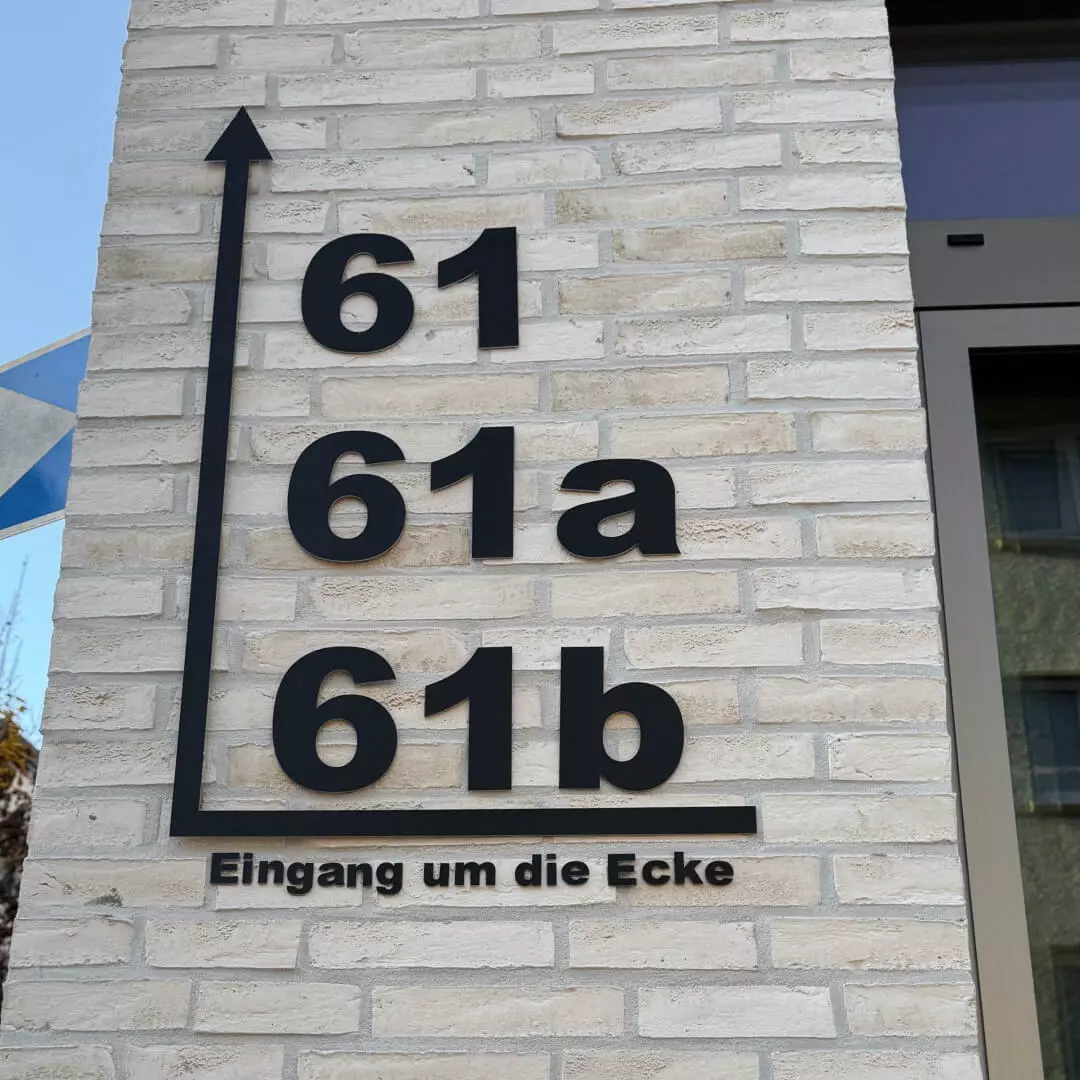 61
61a
61b
Eingang um die Ecke